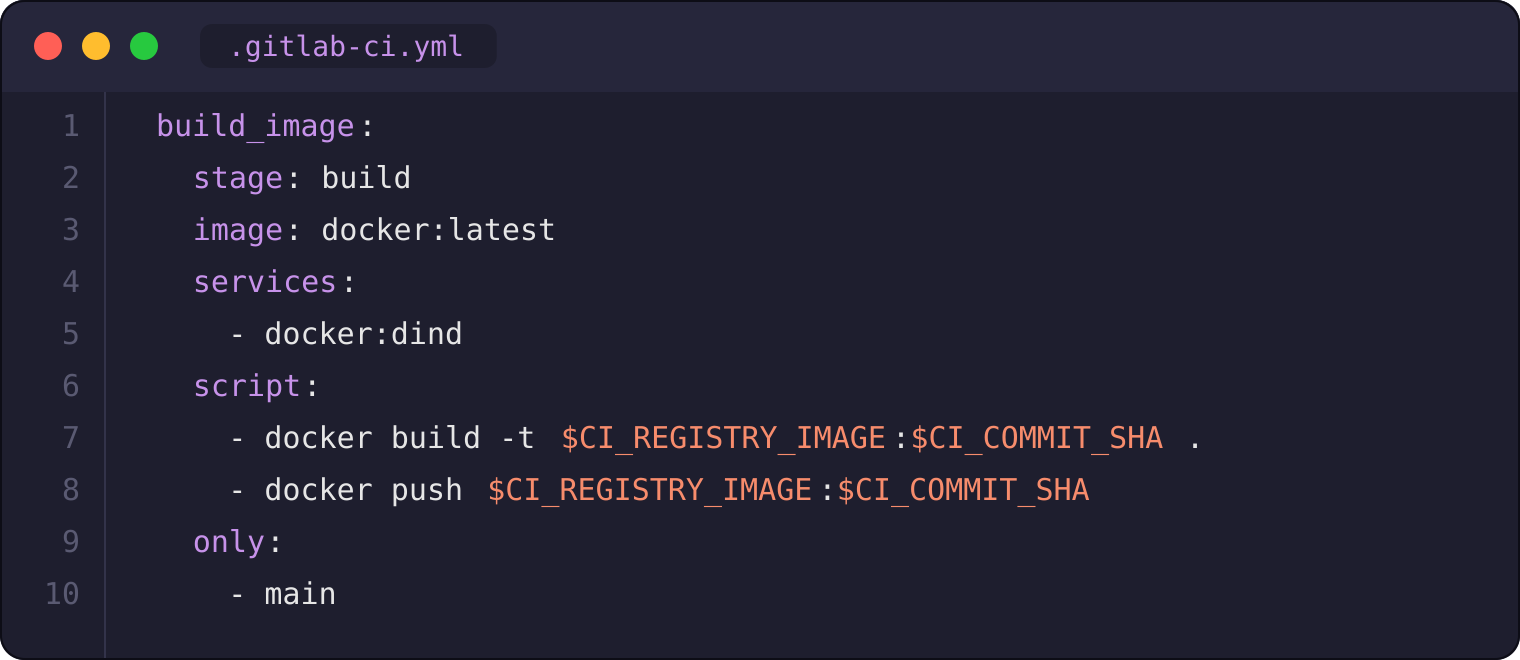 .gitlab-ci.yml
1 build_image:
2   stage: build
3   image: docker:latest
4   services:
5     - docker:dind
6   script:
7     - docker build -t $CI_REGISTRY_IMAGE:$CI_COMMIT_SHA .
8     - docker push $CI_REGISTRY_IMAGE:$CI_COMMIT_SHA
9   only:
10     - main